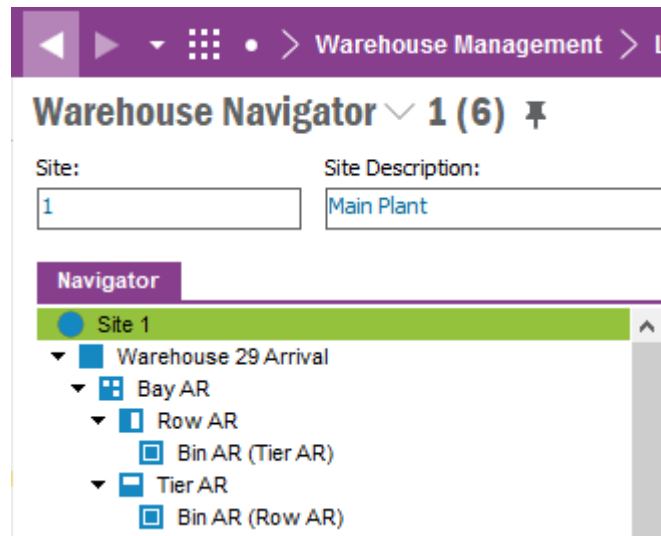 Warehouse Management
Warehouse Navigator 1 (6)
Site: Site Description:
1 Main Plant
Navigator
Site 1
Warehouse 29 Arrival
Bay AR
Row AR
Bin AR (Tier AR)
Tier AR
Bin AR (Row AR)